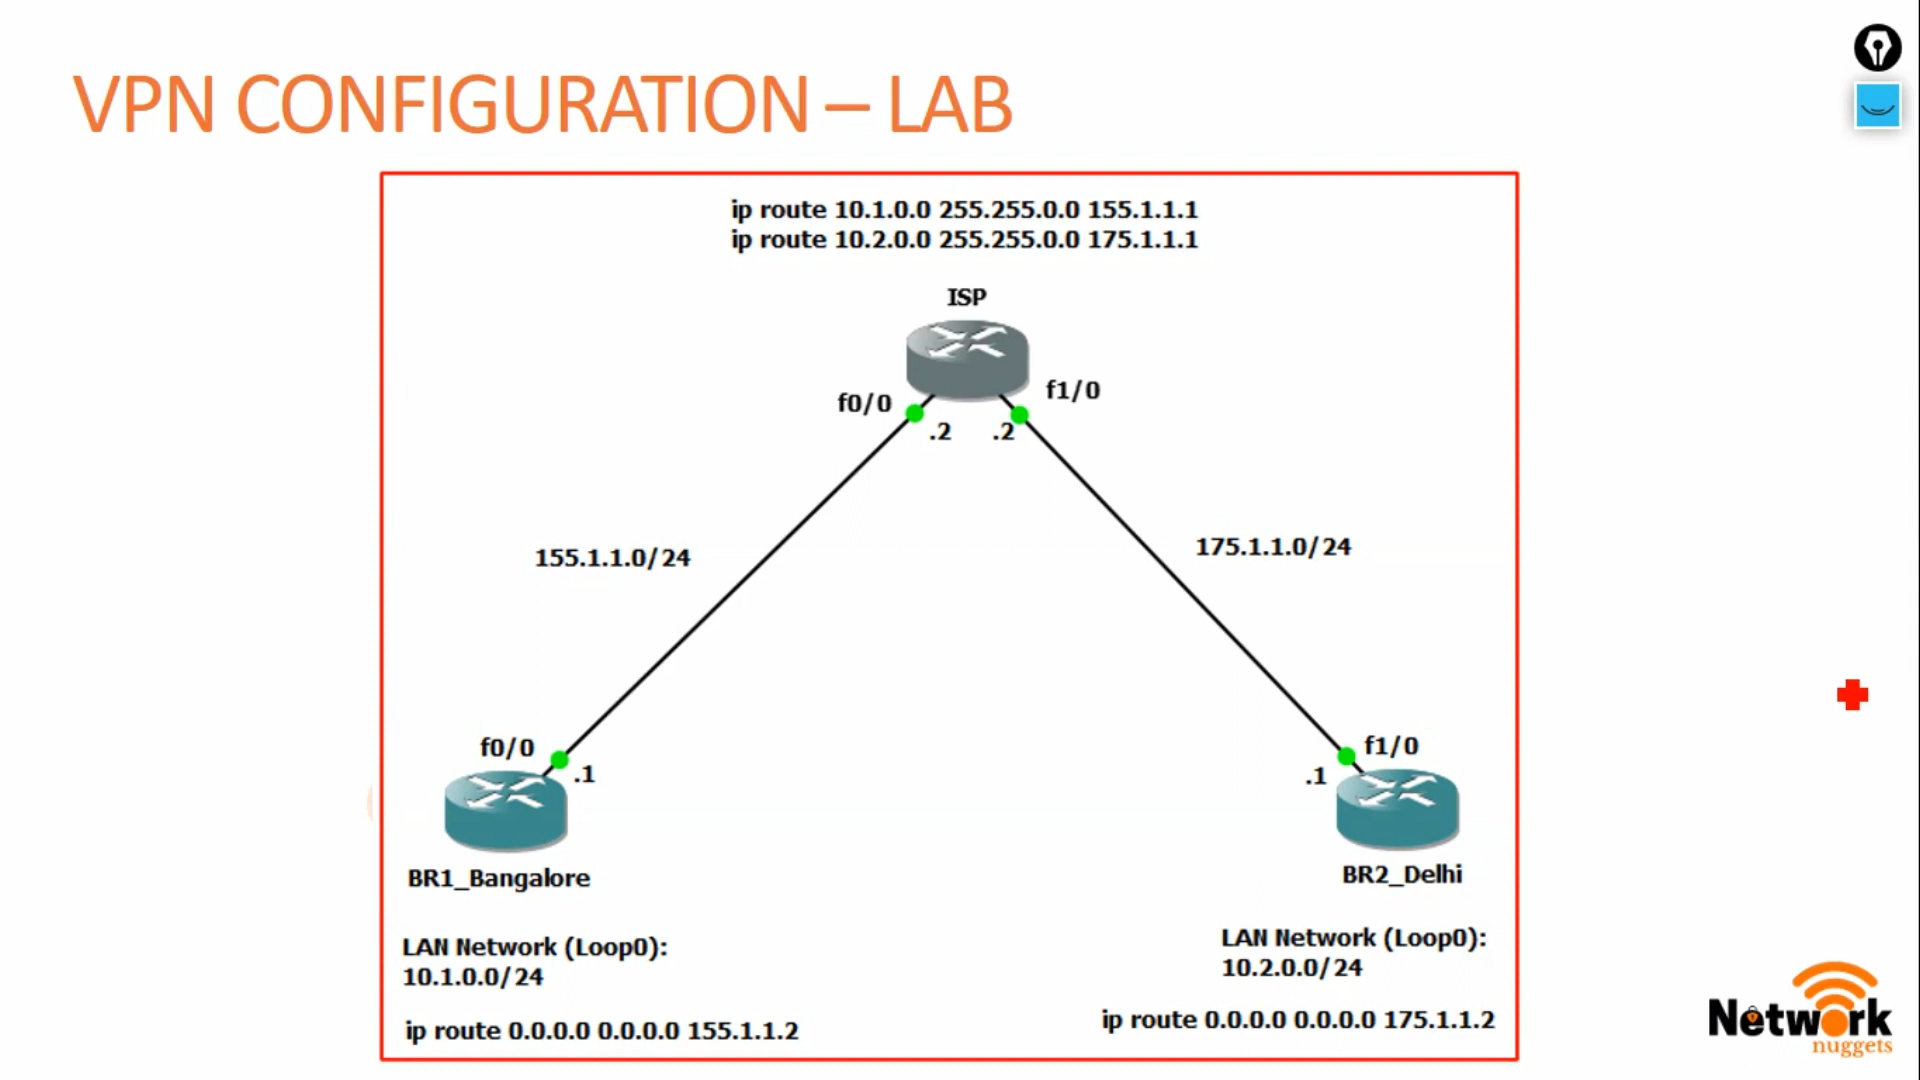 VPN CONFIGURATION – LAB
ip route 10.1.0.0 255.255.0.0 155.1.1.1
ip route 10.2.0.0 255.255.0.0 175.1.1.1
ISP
f0/0
f1/0
.2
.2
155.1.1.0/24
175.1.1.0/24
f0/0
f1/0
.1
.1
BR1_Bangalore
BR2_Delhi
LAN Network (Loop0):
10.1.0.0/24
LAN Network (Loop0):
10.2.0.0/24
ip route 0.0.0.0 0.0.0.0 155.1.1.2
ip route 0.0.0.0 0.0.0.0 175.1.1.2
Network
nuggets